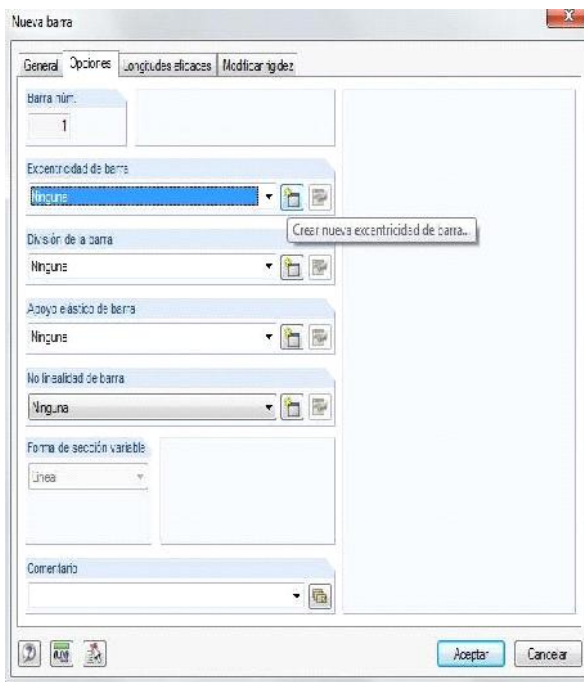 Nueva barra
General Opciones Longitudes eficaces Modificar rigidez
Barra núm.
1
Excentricidad de barra
Ninguna
Crear nueva excentricidad de barra...
División de la barra
Ninguna
Apoyo elástico de barra
Ninguna
No linealidad de barra
Ninguna
Forma de sección variable
Linea
Comentario
Aceptar Cancelar